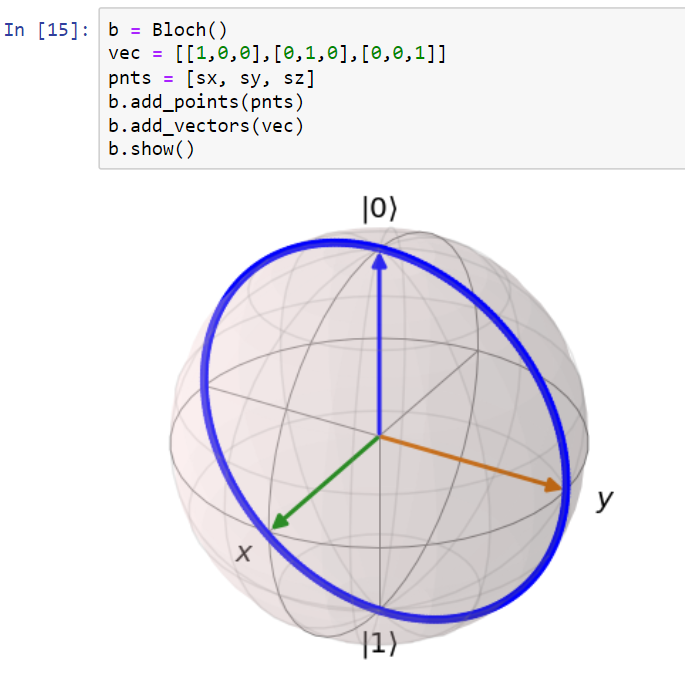 In [15]: b = Bloch()
vec = [[1,0,0],[0,1,0],[0,0,1]]
pnts = [sx, sy, sz]
b.add_points(pnts)
b.add_vectors(vec)
b.show()
|0⟩
y
x
|1⟩